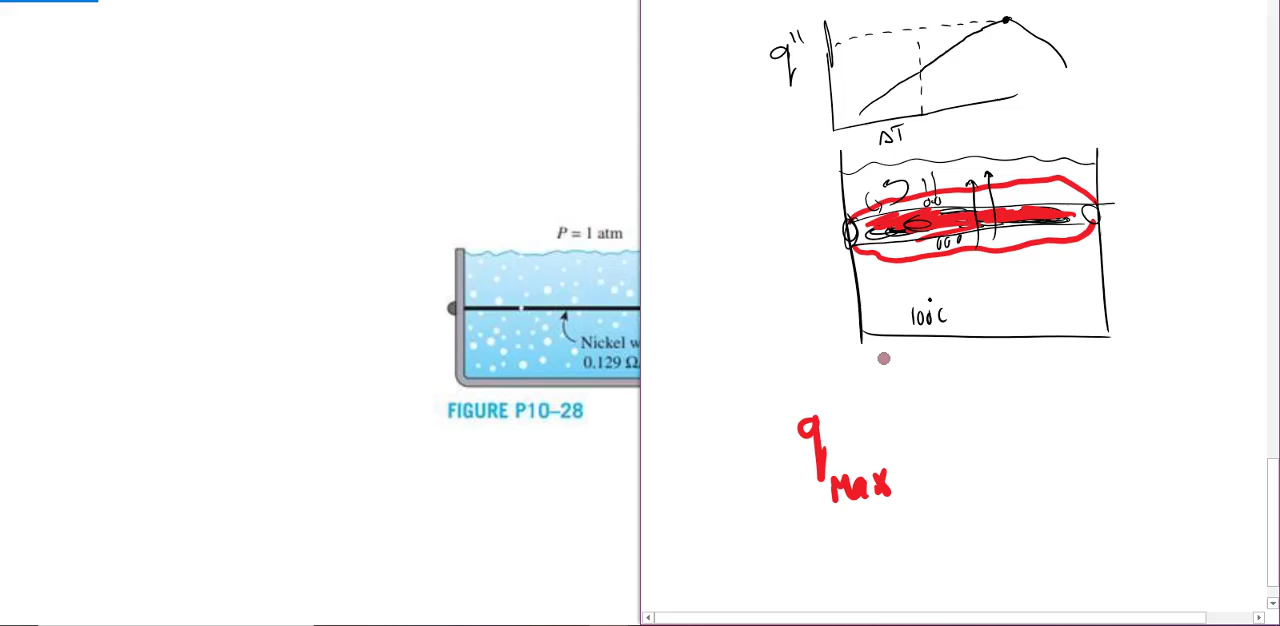 P = 1 atm
Nickel w
0.129 Ω
FIGURE P10–28
q"
ΔT
100°C
q max